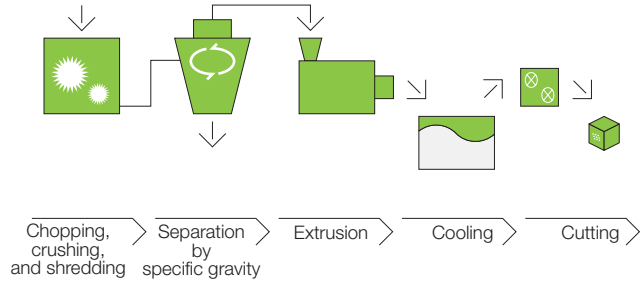 Chopping,
crushing,
and shredding
Separation
by
specific gravity
Extrusion
Cooling
Cutting